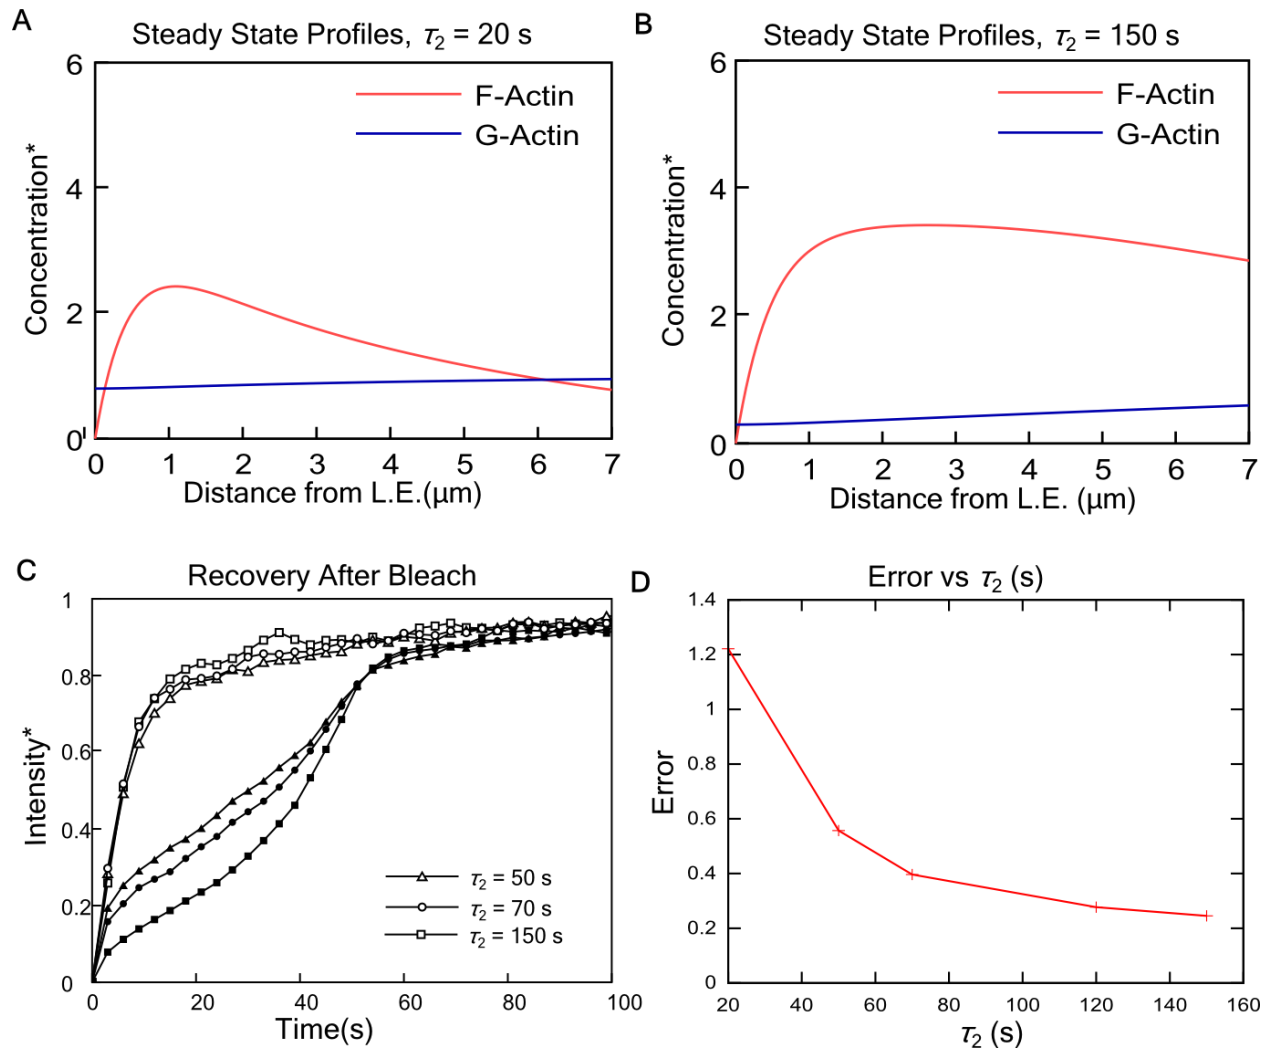 A
Steady State Profiles, τ2 = 20 s
6
4
2
0
Concentration*
F-Actin
G-Actin
0 1 2 3 4 5 6 7
Distance from L.E.(μm)
B
Steady State Profiles, τ2 = 150 s
6
4
2
0
Concentration*
F-Actin
G-Actin
0 1 2 3 4 5 6 7
Distance from L.E. (μm)
C
Recovery After Bleach
1
0.8
0.6
0.4
0.2
0
Intensity*
τ2 = 50 s
τ2 = 70 s
τ2 = 150 s
0 20 40 60 80 100
Time(s)
D
Error vs τ2 (s)
1.4
1.2
1
0.8
0.6
0.4
0.2
0
Error
20 40 60 80 100 120 140 160
τ2 (s)